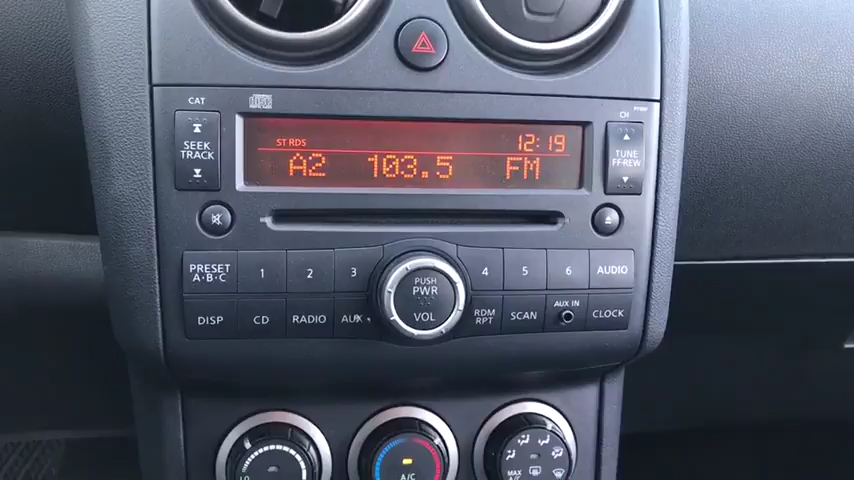 CAT
CH
SEEK
TRACK
ST RDS
12:19
A2 103.5 FM
TUNE
FF·REW
PRESET
A·B·C
1
2
3
4
5
6
AUDIO
PUSH
PWR
VOL
DISP
CD
RADIO
AUX
RDM
RPT
SCAN
AUX IN
CLOCK
LO
A/C
MAX
A/C